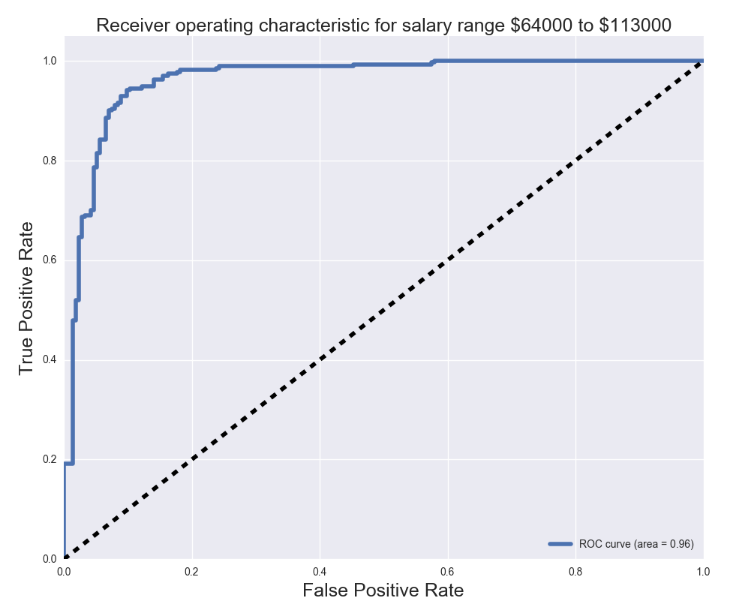 Receiver operating characteristic for salary range $64000 to $113000
True Positive Rate
1.0
0.8
0.6
0.4
0.2
0.0
0.0 0.2 0.4 0.6 0.8 1.0
False Positive Rate
ROC curve (area = 0.96)